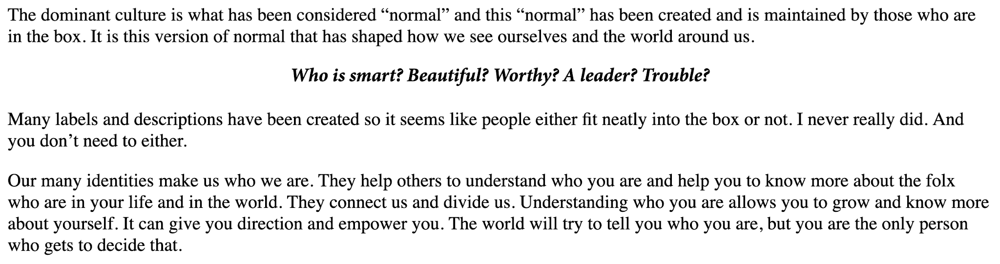 The dominant culture is what has been considered “normal” and this “normal” has been created and is maintained by those who are
in the box. It is this version of normal that has shaped how we see ourselves and the world around us.
Who is smart? Beautiful? Worthy? A leader? Trouble?
Many labels and descriptions have been created so it seems like people either fit neatly into the box or not. I never really did. And
you don’t need to either.
Our many identities make us who we are. They help others to understand who you are and help you to know more about the folx
who are in your life and in the world. They connect us and divide us. Understanding who you are allows you to grow and know more
about yourself. It can give you direction and empower you. The world will try to tell you who you are, but you are the only person
who gets to decide that.